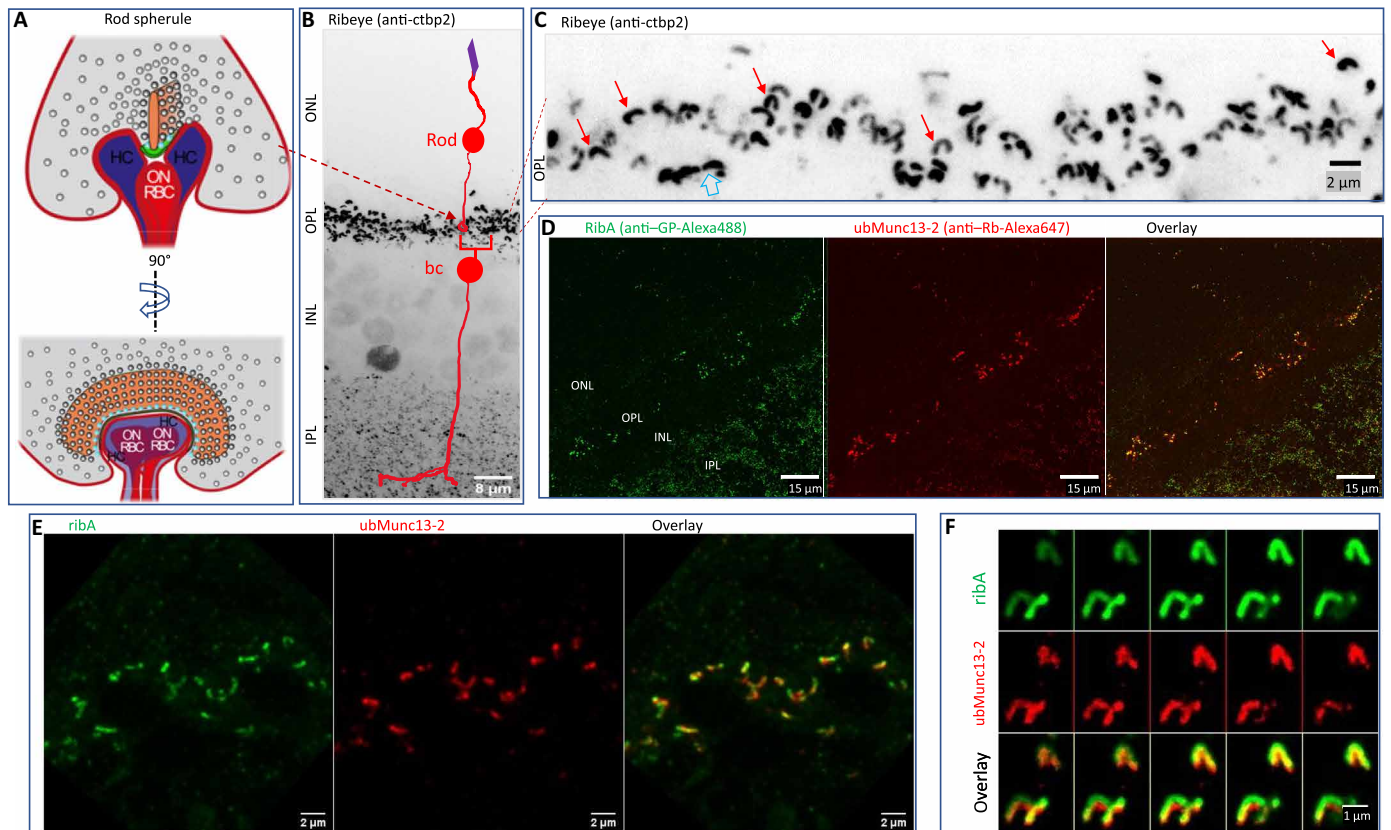 A
Rod spherule
HC
HC
ON
RBC
90°
HC
ON
RBC
ON
RBC
HC
B
Ribeye (anti-ctbp2)
ONL
Rod
OPL
bc
INL
IPL
8 µm
C
Ribeye (anti-ctbp2)
OPL
2 µm
D
RibA (anti–GP-Alexa488)
ubMunc13-2 (anti–Rb-Alexa647)
Overlay
ONL
OPL
INL
IPL
15 µm
15 µm
15 µm
E
ribA
ubMunc13-2
Overlay
2 µm
2 µm
2 µm
F
ribA
ubMunc13-2
Overlay
1 µm